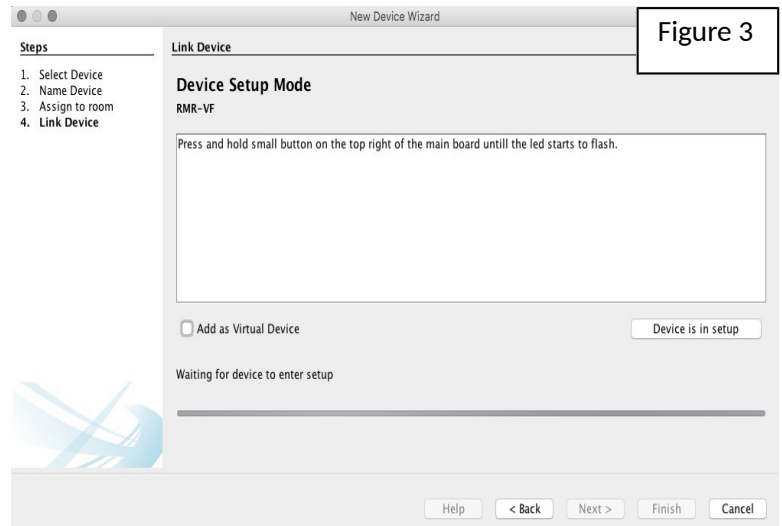 New Device Wizard
Figure 3
Steps
1. Select Device
2. Name Device
3. Assign to room
4. Link Device
Link Device
Device Setup Mode
RMR-VF
Press and hold small button on the top right of the main board untill the led starts to flash.
Add as Virtual Device
Device is in setup
Waiting for device to enter setup
Help
< Back
Next >
Finish
Cancel